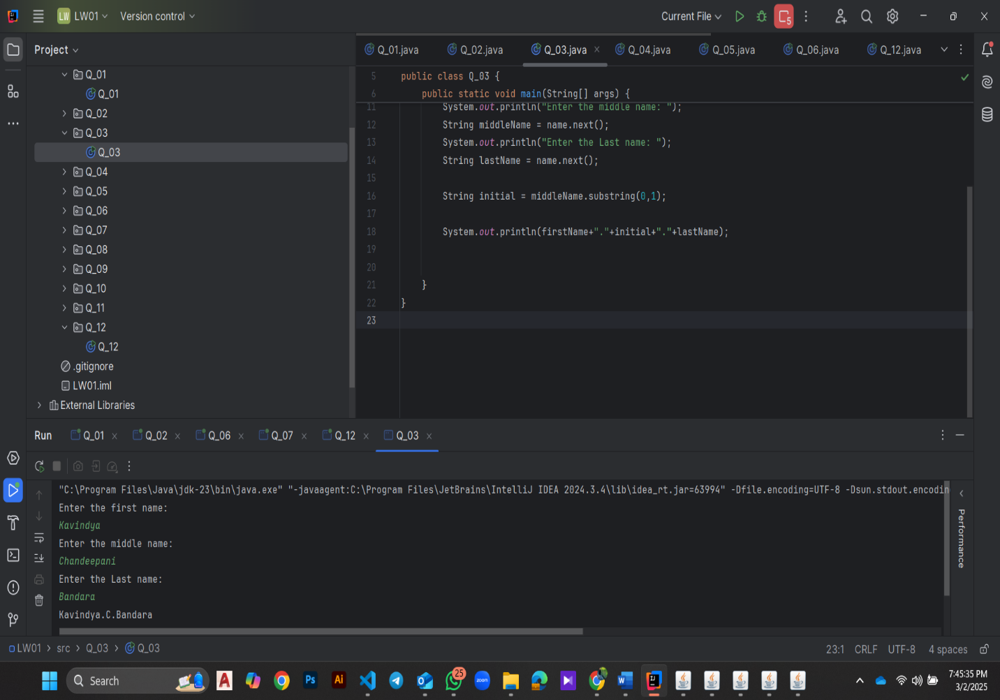 LW LW01 Version control Current File 5
Project
Q_01
Q_01
Q_02
Q_03
Q_03
Q_04
Q_05
Q_06
Q_07
Q_08
Q_09
Q_10
Q_11
Q_12
Q_12
.gitignore
LW01.iml
External Libraries
Q_01.java Q_02.java Q_03.java Q_04.java Q_05.java Q_06.java Q_12.java
5 public class Q_03 {
6 public static void main(String[] args) {
11 System.out.println("Enter the middle name: ");
12 String middleName = name.next();
13 System.out.println("Enter the Last name: ");
14 String lastName = name.next();
15
16 String initial = middleName.substring(0,1);
17
18 System.out.println(firstName+"."+initial+"."+lastName);
19
20
21 }
22 }
23
Run Q_01 Q_02 Q_06 Q_07 Q_12 Q_03
"C:\Program Files\Java\jdk-23\bin\java.exe" "-javaagent:C:\Program Files\JetBrains\IntelliJ IDEA 2024.3.4\lib\idea_rt.jar=63994" -Dfile.encoding=UTF-8 -Dsun.stdout.encodin
Enter the first name:
Kavindya
Enter the middle name:
Chandeepani
Enter the Last name:
Bandara
Kavindya.C.Bandara
Performance
LW01 > src > Q_03 > Q_03 23:1 CRLF UTF-8 4 spaces
Search A Ps Ai 25 zoom W IJ 7:45:35 PM
3/2/2025